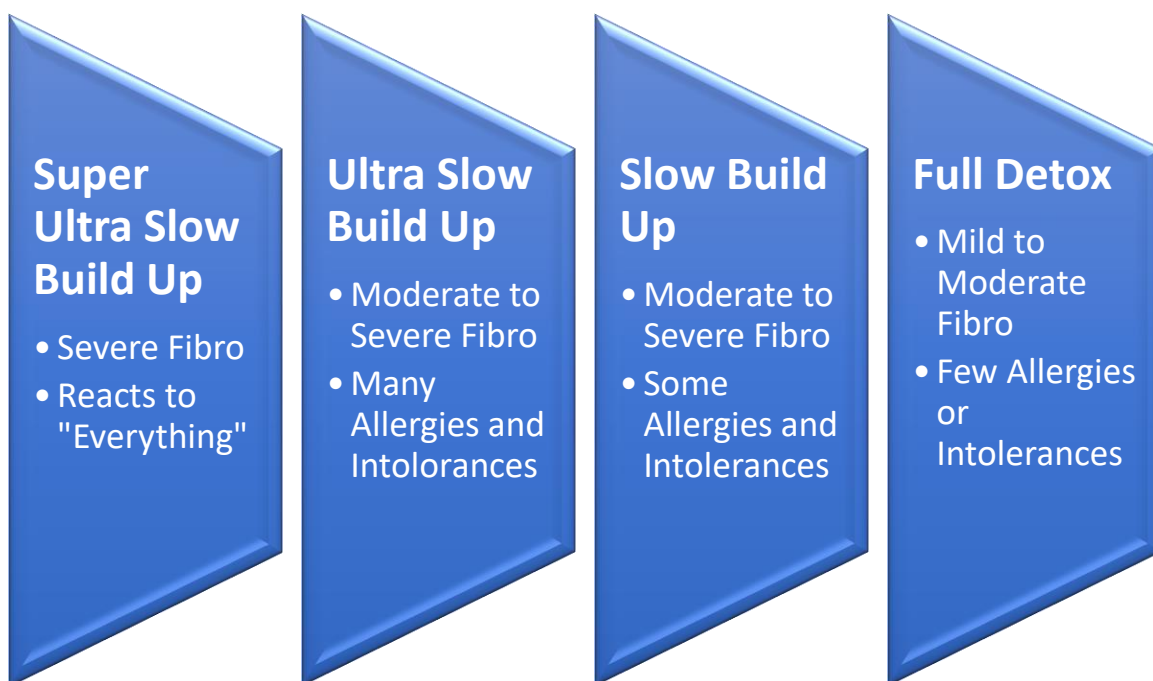 Super
Ultra Slow
Build Up
• Severe Fibro
• Reacts to
"Everything"
Ultra Slow
Build Up
• Moderate to
Severe Fibro
• Many
Allergies and
Intolorances
Slow Build
Up
• Moderate to
Severe Fibro
• Some
Allergies and
Intolerances
Full Detox
• Mild to
Moderate
Fibro
• Few Allergies
or
Intolerances